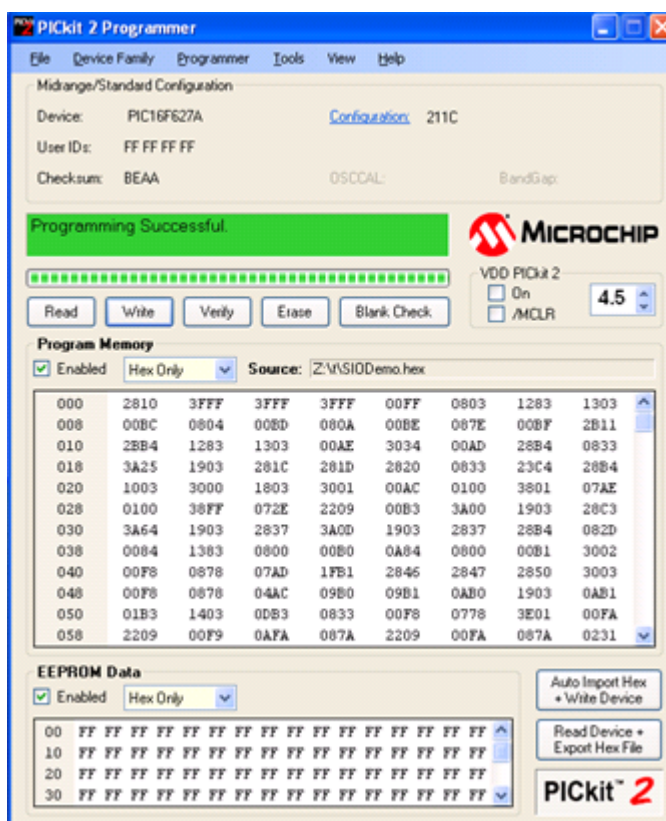 PICkit 2 Programmer
File Device Family Programmer Tools View Help
Midrange/Standard Configuration
Device: PIC16F627A Configuration: 211C
User IDs: FF FF FF FF
Checksum: BEAA OSCCAL: BandGap:
Programming Successful.
MICROCHIP
VDD PICkit 2
On
/MCLR
4.5
Read Write Verify Erase Blank Check
Program Memory
Enabled Hex Only Source: Z:\t\SIODemo.hex
000 2810 3FFF 3FFF 3FFF 00FF 0803 1283 1303
008 00BC 0804 00BD 080A 00BE 087E 00BF 2B11
010 2BB4 1283 1303 00AE 3034 00AD 28B4 0833
018 3A25 1903 281C 281D 2820 0833 23C4 28B4
020 1003 3000 1803 3001 00AC 0100 3801 07AE
028 0100 38FF 072E 2209 00B3 3A00 1903 28C3
030 3A64 1903 2837 3A0D 1903 2837 28B4 082D
038 0084 1383 0800 00B0 0A84 0800 00B1 3002
040 00F8 0878 07AD 1FB1 2846 2847 2850 3003
048 00F8 0878 04AC 09B0 09B1 0AB0 1903 0AB1
050 01B3 1403 0DB3 0833 00F8 0778 3E01 00FA
058 2209 00F9 0AFA 087A 2209 00FA 087A 0231
EEPROM Data
Enabled Hex Only
00 FF FF FF FF FF FF FF FF FF FF FF FF FF FF FF FF
10 FF FF FF FF FF FF FF FF FF FF FF FF FF FF FF FF
20 FF FF FF FF FF FF FF FF FF FF FF FF FF FF FF FF
30 FF FF FF FF FF FF FF FF FF FF FF FF FF FF FF FF
Auto Import Hex
+ Write Device
Read Device +
Export Hex File
PICkit™ 2